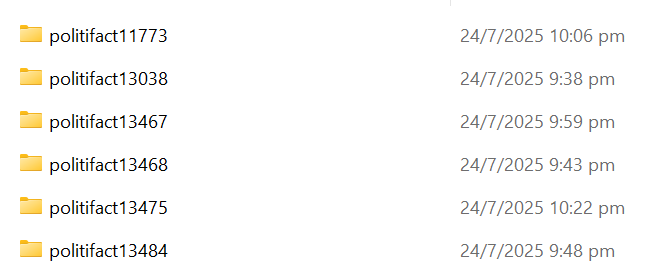 politifact11773 24/7/2025 10:06 pm
politifact13038 24/7/2025 9:38 pm
politifact13467 24/7/2025 9:59 pm
politifact13468 24/7/2025 9:43 pm
politifact13475 24/7/2025 10:22 pm
politifact13484 24/7/2025 9:48 pm